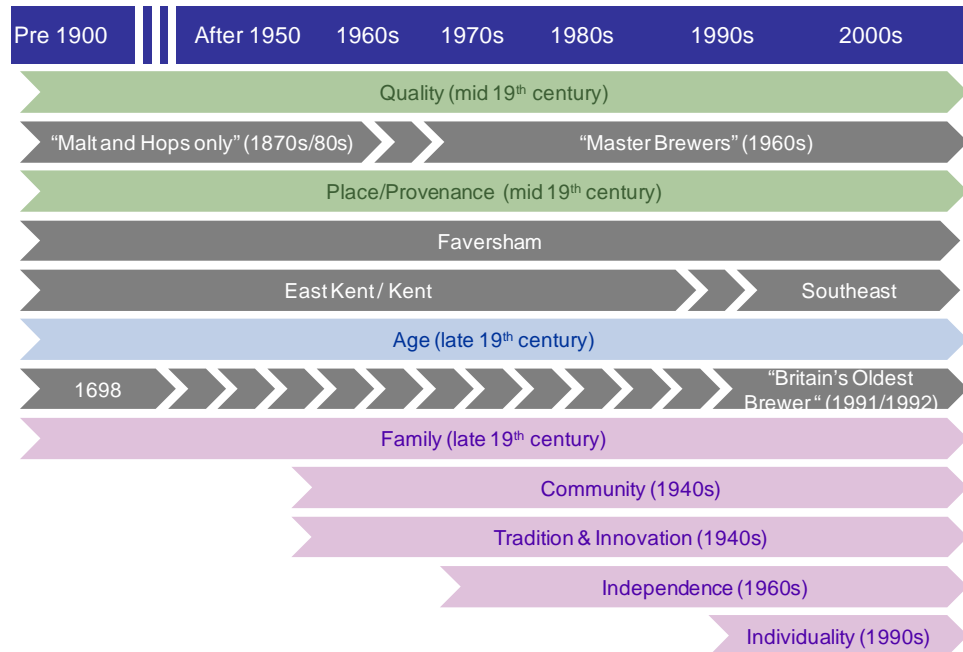 Pre 1900 After 1950 1960s 1970s 1980s 1990s 2000s
Quality (mid 19th century)
“Malt and Hops only” (1870s/80s) “Master Brewers” (1960s)
Place/Provenance (mid 19th century)
Faversham
East Kent / Kent Southeast
Age (late 19th century)
1698 “Britain’s Oldest
Brewer “ (1991/1992)
Family (late 19th century)
Community (1940s)
Tradition & Innovation (1940s)
Independence (1960s)
Individuality (1990s)